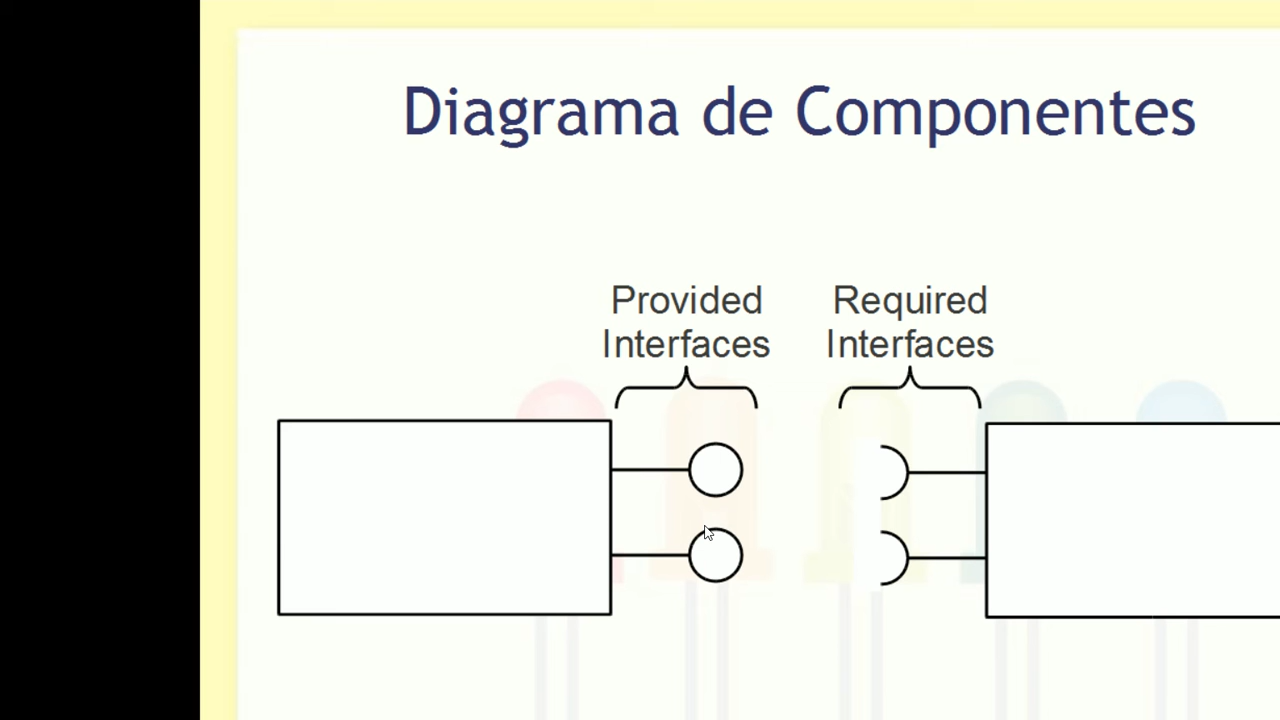 Diagrama de Componentes
Provided
Interfaces
Required
Interfaces